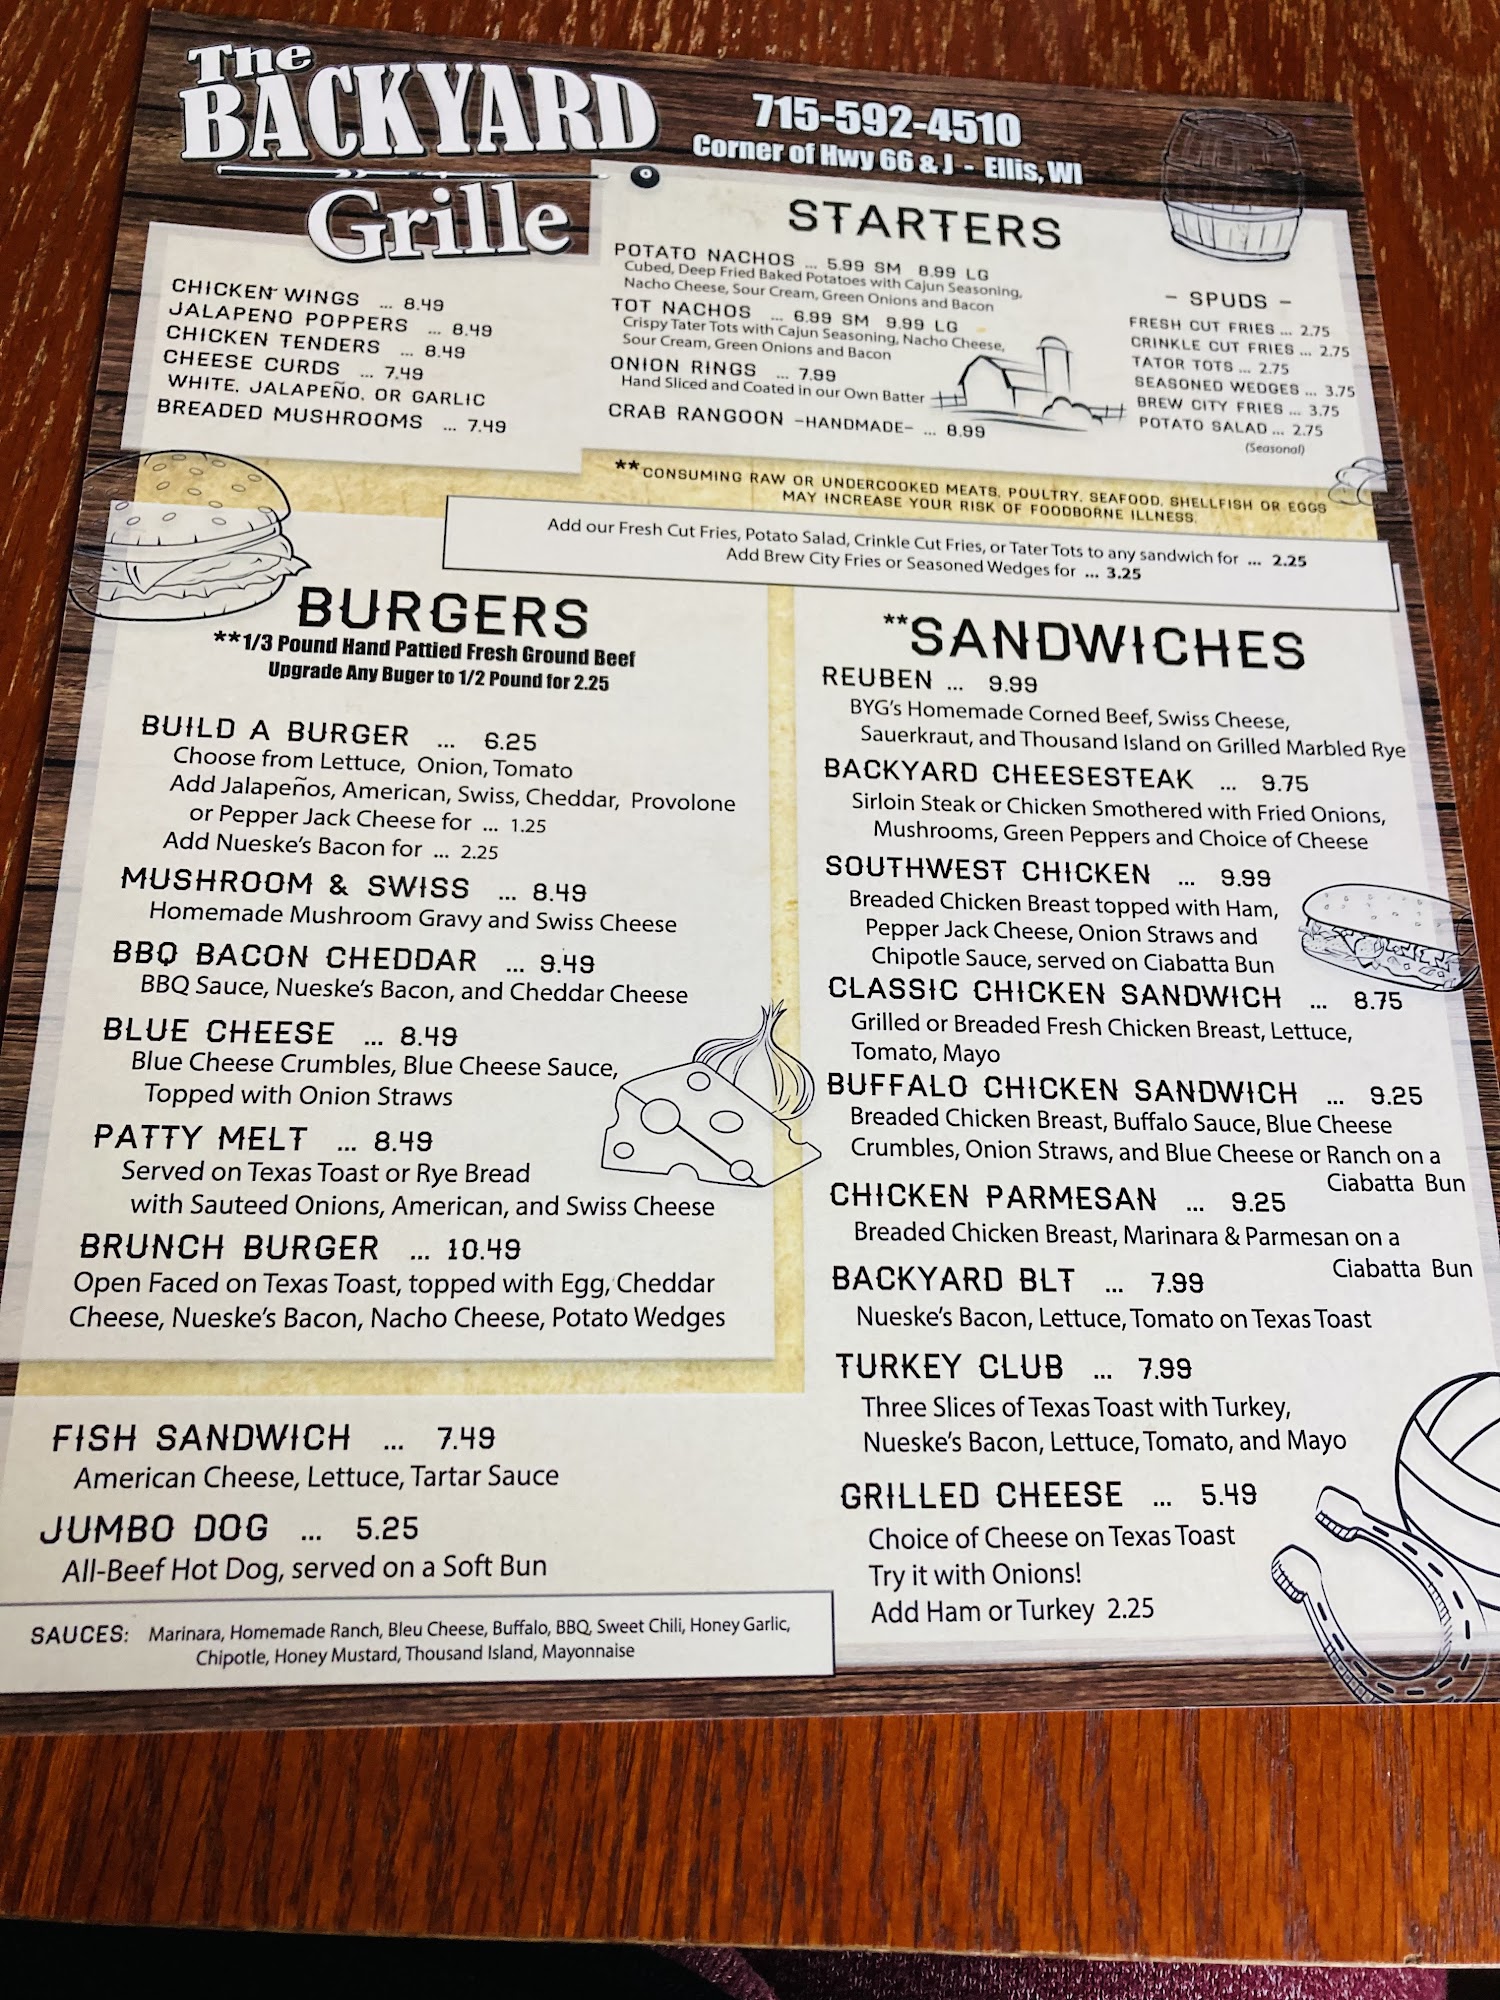 The
BACKYARD
Grille
715-592-4510
Corner of Hwy 66 & J - Ellis, WI
CHICKEN WINGS ... 8.49
JALAPENO POPPERS ... 8.49
CHICKEN TENDERS ... 8.49
CHEESE CURDS ... 7.49
WHITE, JALAPEÑO, OR GARLIC
BREADED MUSHROOMS ... 7.49
STARTERS
POTATO NACHOS ... 5.99 SM 8.99 LG
Cubed, Deep Fried Baked Potatoes with Cajun Seasoning,
Nacho Cheese, Sour Cream, Green Onions and Bacon
TOT NACHOS ... 6.99 SM 9.99 LG
Crispy Tater Tots with Cajun Seasoning, Nacho Cheese,
Sour Cream, Green Onions and Bacon
ONION RINGS ... 7.99
Hand Sliced and Coated in our Own Batter
CRAB RANGOON -HANDMADE- ... 8.99
- SPUDS -
FRESH CUT FRIES ... 2.75
CRINKLE CUT FRIES ... 2.75
TATOR TOTS ... 2.75
SEASONED WEDGES ... 3.75
BREW CITY FRIES ... 3.75
POTATO SALAD ... 2.75
(Seasonal)
**CONSUMING RAW OR UNDERCOOKED MEATS, POULTRY, SEAFOOD, SHELLFISH OR EGGS
MAY INCREASE YOUR RISK OF FOODBORNE ILLNESS.
Add our Fresh Cut Fries, Potato Salad, Crinkle Cut Fries, or Tater Tots to any sandwich for ... 2.25
Add Brew City Fries or Seasoned Wedges for ... 3.25
BURGERS
**1/3 Pound Hand Pattied Fresh Ground Beef
Upgrade Any Buger to 1/2 Pound for 2.25
BUILD A BURGER ... 6.25
Choose from Lettuce, Onion, Tomato
Add Jalapeños, American, Swiss, Cheddar, Provolone
or Pepper Jack Cheese for ... 1.25
Add Nueske's Bacon for ... 2.25
MUSHROOM & SWISS ... 8.49
Homemade Mushroom Gravy and Swiss Cheese
BBQ BACON CHEDDAR ... 9.49
BBQ Sauce, Nueske's Bacon, and Cheddar Cheese
BLUE CHEESE ... 8.49
Blue Cheese Crumbles, Blue Cheese Sauce,
Topped with Onion Straws
PATTY MELT ... 8.49
Served on Texas Toast or Rye Bread
with Sauteed Onions, American, and Swiss Cheese
BRUNCH BURGER ... 10.49
Open Faced on Texas Toast, topped with Egg, Cheddar
Cheese, Nueske's Bacon, Nacho Cheese, Potato Wedges
FISH SANDWICH ... 7.49
American Cheese, Lettuce, Tartar Sauce
JUMBO DOG ... 5.25
All-Beef Hot Dog, served on a Soft Bun
SAUCES: Marinara, Homemade Ranch, Bleu Cheese, Buffalo, BBQ, Sweet Chili, Honey Garlic,
Chipotle, Honey Mustard, Thousand Island, Mayonnaise
**SANDWICHES
REUBEN ... 9.99
BYG's Homemade Corned Beef, Swiss Cheese,
Sauerkraut, and Thousand Island on Grilled Marbled Rye
BACKYARD CHEESESTEAK ... 9.75
Sirloin Steak or Chicken Smothered with Fried Onions,
Mushrooms, Green Peppers and Choice of Cheese
SOUTHWEST CHICKEN ... 9.99
Breaded Chicken Breast topped with Ham,
Pepper Jack Cheese, Onion Straws and
Chipotle Sauce, served on Ciabatta Bun
CLASSIC CHICKEN SANDWICH ... 8.75
Grilled or Breaded Fresh Chicken Breast, Lettuce,
Tomato, Mayo
BUFFALO CHICKEN SANDWICH ... 9.25
Breaded Chicken Breast, Buffalo Sauce, Blue Cheese
Crumbles, Onion Straws, and Blue Cheese or Ranch on a
Ciabatta Bun
CHICKEN PARMESAN ... 9.25
Breaded Chicken Breast, Marinara & Parmesan on a
Ciabatta Bun
BACKYARD BLT ... 7.99
Nueske's Bacon, Lettuce, Tomato on Texas Toast
TURKEY CLUB ... 7.99
Three Slices of Texas Toast with Turkey,
Nueske's Bacon, Lettuce, Tomato, and Mayo
GRILLED CHEESE ... 5.49
Choice of Cheese on Texas Toast
Try it with Onions!
Add Ham or Turkey 2.25